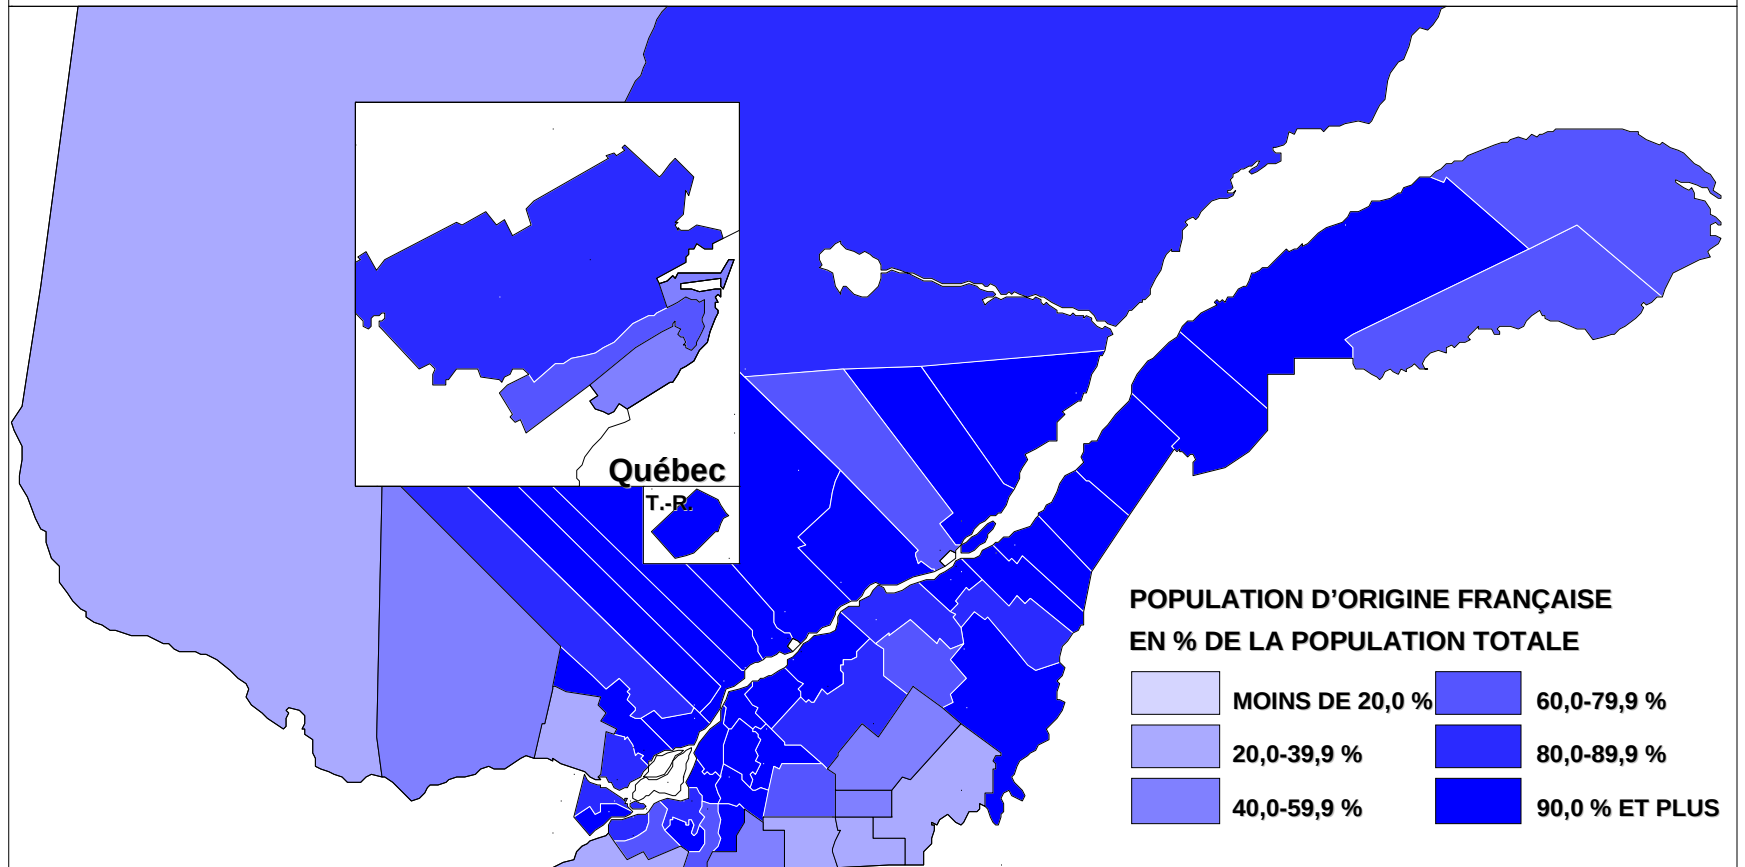 Québec
T.-R.
POPULATION D’ORIGINE FRANÇAISE
EN % DE LA POPULATION TOTALE
MOINS DE 20,0 %
20,0-39,9 %
40,0-59,9 %
60,0-79,9 %
80,0-89,9 %
90,0 % ET PLUS